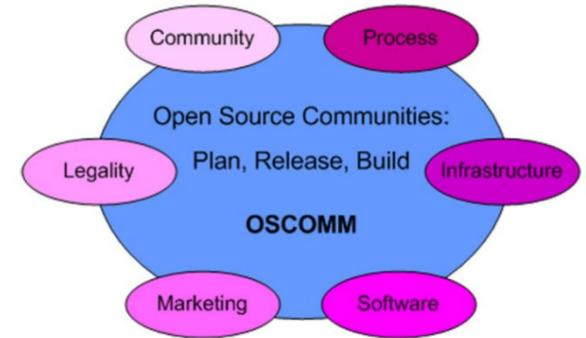 Community
Process
Open Source Communities:
Legality
Plan, Release, Build
Infrastructure
OSCOMM
Marketing
Software